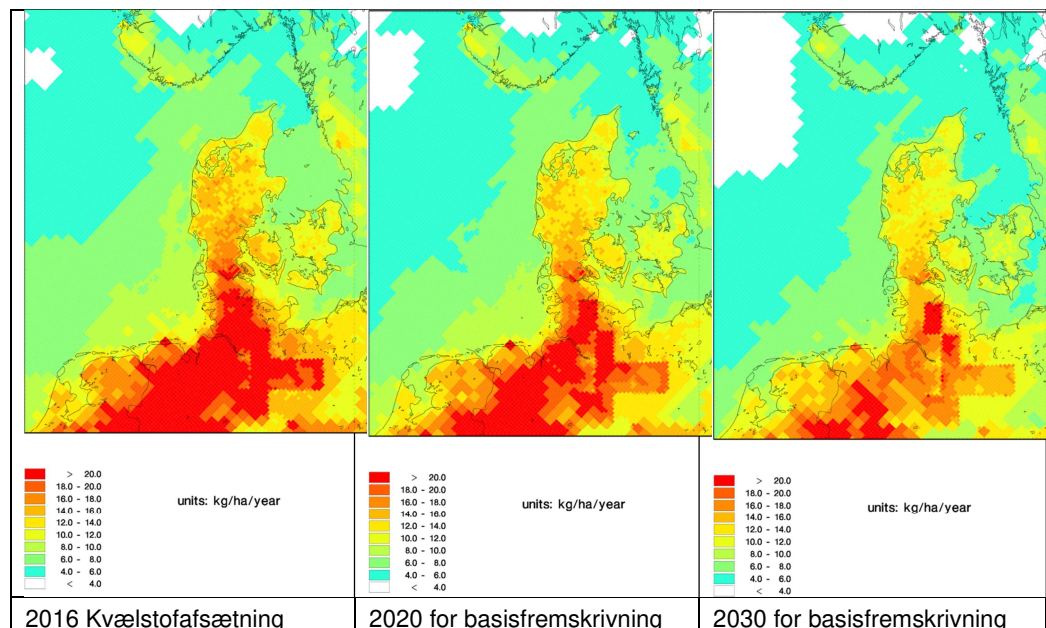 > 20.0
18.0 - 20.0
16.0 - 18.0
14.0 - 16.0
12.0 - 14.0
10.0 - 12.0
8.0 - 10.0
6.0 - 8.0
4.0 - 6.0
< 4.0
units: kg/ha/year
> 20.0
18.0 - 20.0
16.0 - 18.0
14.0 - 16.0
12.0 - 14.0
10.0 - 12.0
8.0 - 10.0
6.0 - 8.0
4.0 - 6.0
< 4.0
units: kg/ha/year
> 20.0
18.0 - 20.0
16.0 - 18.0
14.0 - 16.0
12.0 - 14.0
10.0 - 12.0
8.0 - 10.0
6.0 - 8.0
4.0 - 6.0
< 4.0
units: kg/ha/year
2016 Kvælstofafsætning
2020 for basisfremskrivning
2030 for basisfremskrivning